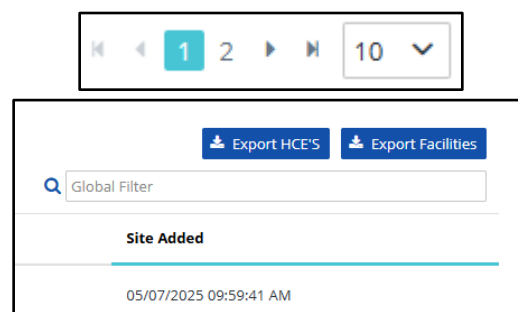 1 2 10
Export HCE'S Export Facilities
Global Filter
Site Added
05/07/2025 09:59:41 AM